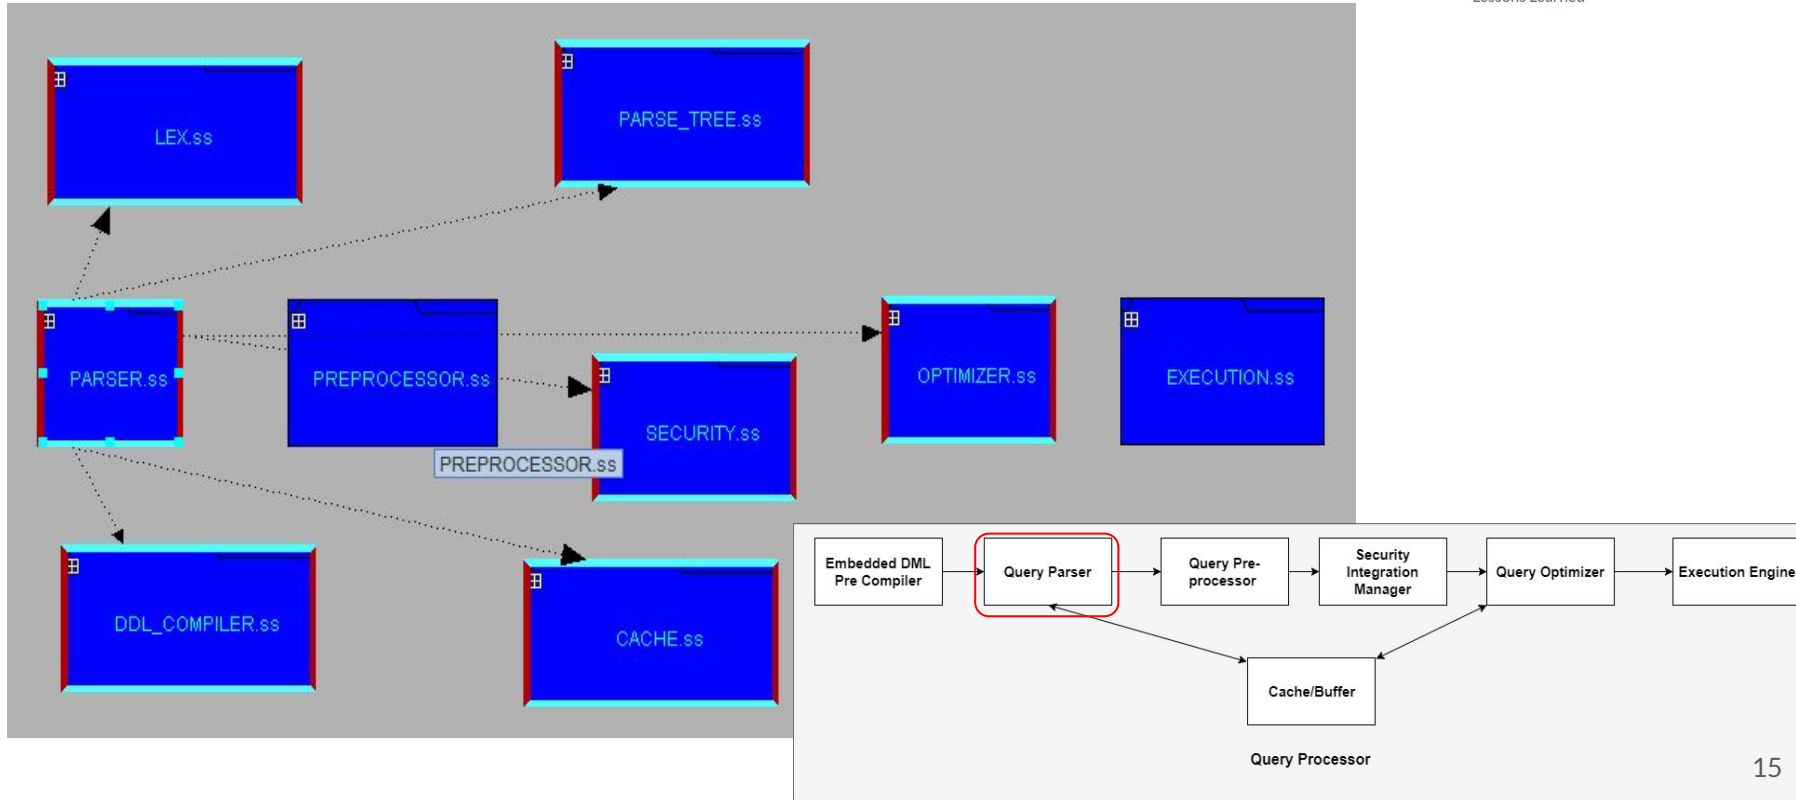 Lessons Learned
LEX.ss
PARSE_TREE.ss
PARSER.ss
PREPROCESSOR.ss
OPTIMIZER.ss
EXECUTION.ss
SECURITY.ss
PREPROCESSOR.ss
DDL_COMPILER.ss
CACHE.ss
Embedded DML
Pre Compiler
Query Parser
Query Pre-
processor
Security
Integration
Manager
Query Optimizer
Execution Engine
Cache/Buffer
Query Processor
15